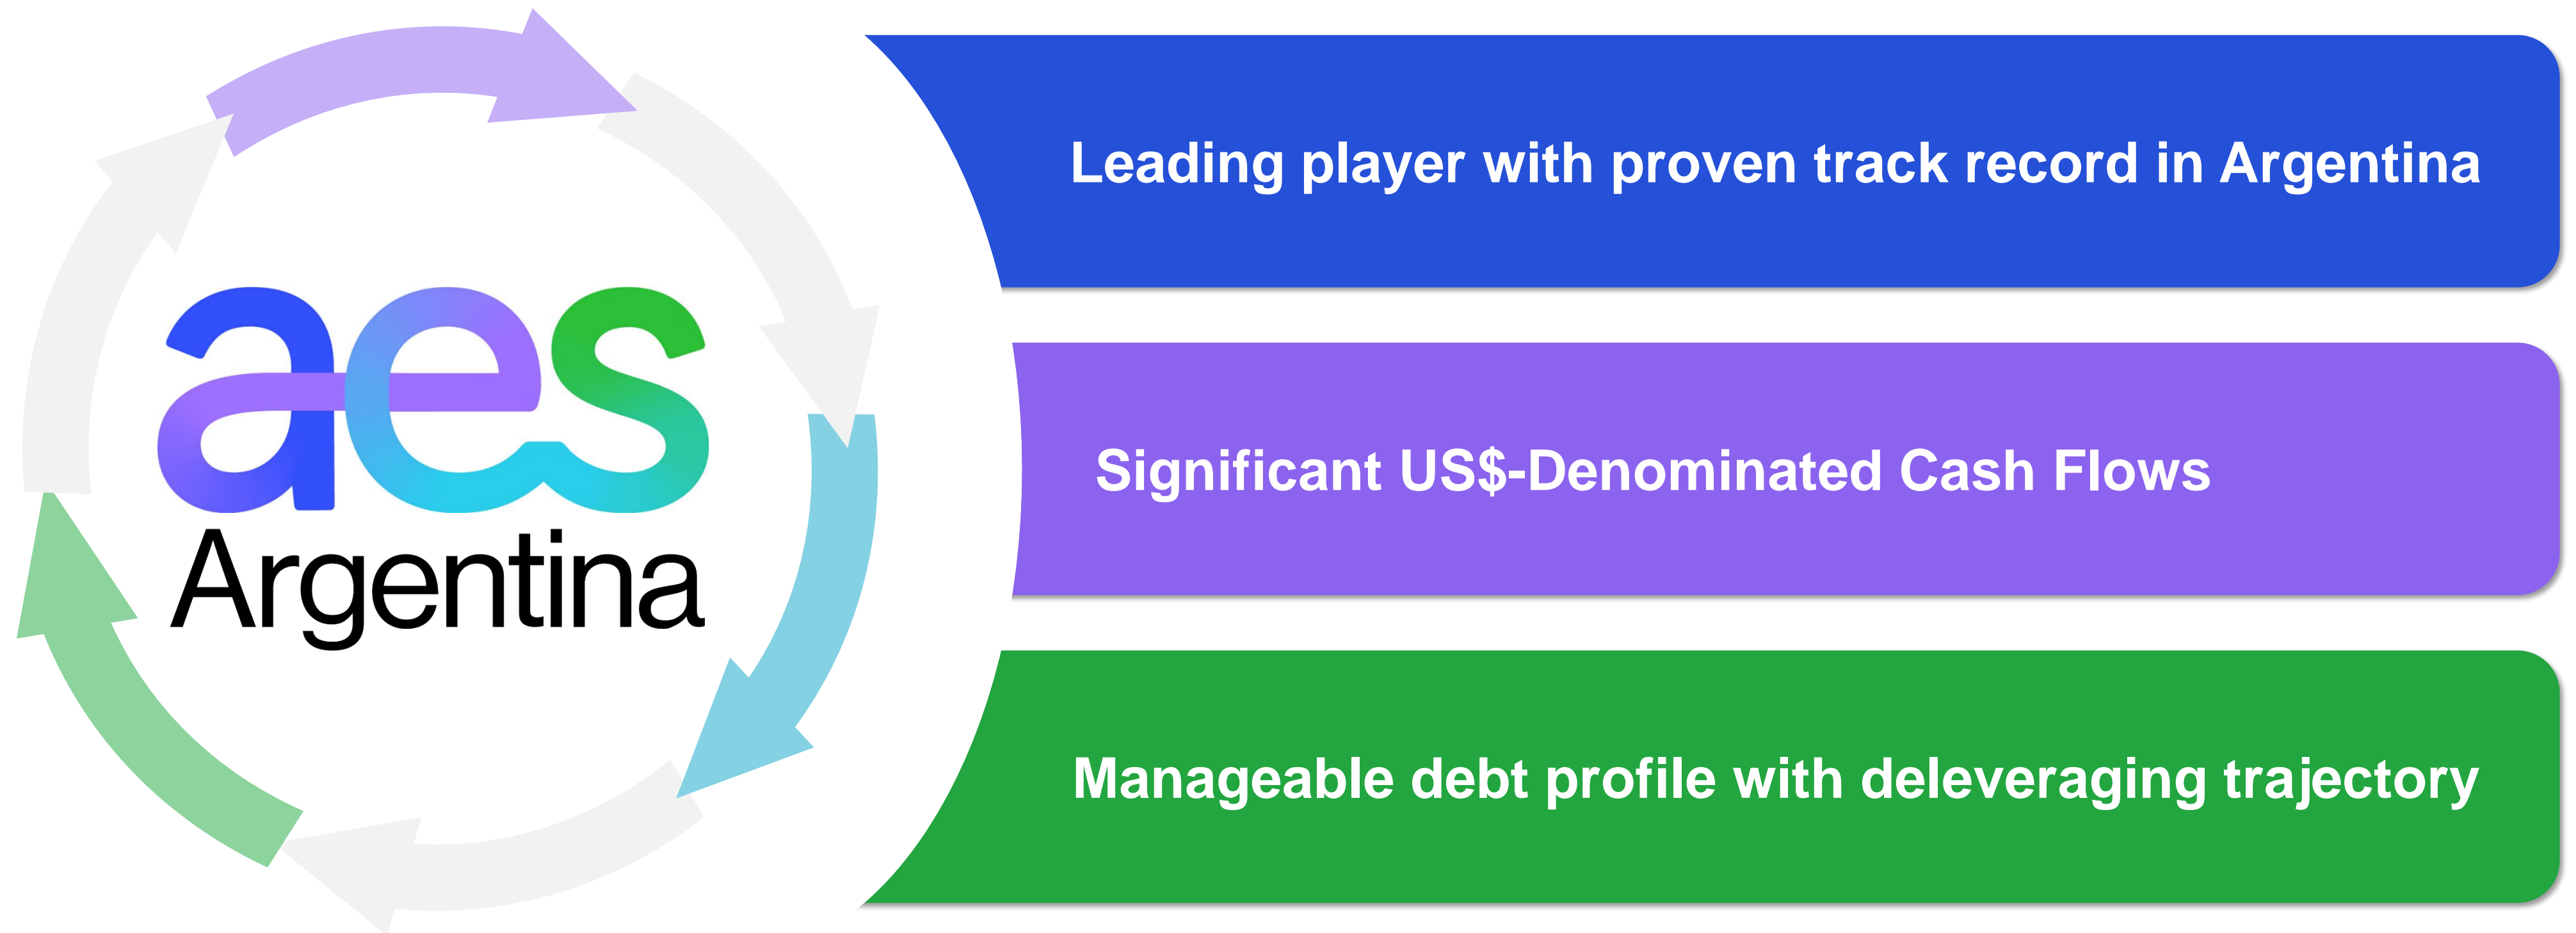 aes
Argentina
Leading player with proven track record in Argentina
Significant US$-Denominated Cash Flows
Manageable debt profile with deleveraging trajectory